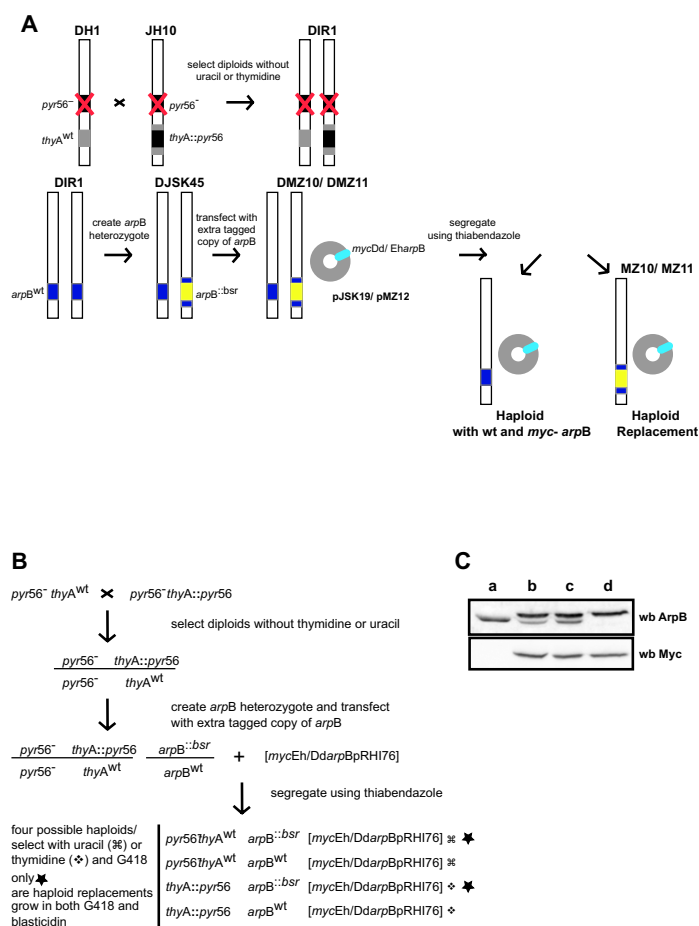 A
DH1 JH10 DIR1
select diploids without
uracil or thymidine
pyr56⁻ pyr56⁻
thyAwt thyA::pyr56
DIR1 DJSK45 DMZ10/ DMZ11
create arpB
heterozygote
transfect with
extra tagged
copy of arpB
segregate
using thiabendazole
mycDd/ EharpB
arpBwt arpB::bsr
pJSK19/ pMZ12
MZ10/ MZ11
Haploid
with wt and myc- arpB
Haploid
Replacement
B
pyr56⁻ thyAwt pyr56⁻thyA::pyr56
select diploids without thymidine or uracil
pyr56⁻ thyA::pyr56
pyr56⁻ thyAwt
create arpB heterozygote and transfect
with extra tagged copy of arpB
pyr56⁻ thyA::pyr56 arpB::bsr
+ [mycEh/DdarpBpRHI76]
pyr56⁻ thyAwt arpBwt
segregate using thiabendazole
four possible haploids/
select with uracil (⌘) or
thymidine (❖) and G418
only ★
are haploid replacements
grow in both G418 and
blasticidin
pyr56⁻thyAwt arpB::bsr [mycEh/DdarpBpRHI76] ⌘ ★
pyr56⁻thyAwt arpBwt [mycEh/DdarpBpRHI76] ⌘
thyA::pyr56 arpB::bsr [mycEh/DdarpBpRHI76] ❖ ★
thyA::pyr56 arpBwt [mycEh/DdarpBpRHI76] ❖
C
a b c d
wb ArpB
wb Myc